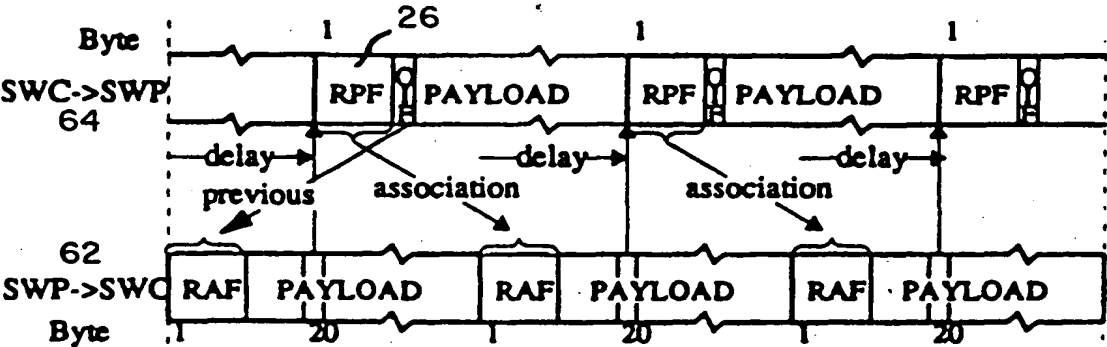 26
Byte 1 1 1
SWC->SWP RPF PAYLOAD RPF PAYLOAD RPF
64
delay delay delay
previous association association
62
SWP->SWC RAF PAYLOAD RAF PAYLOAD RAF PAYLOAD
Byte 1 20 1 20 1 20